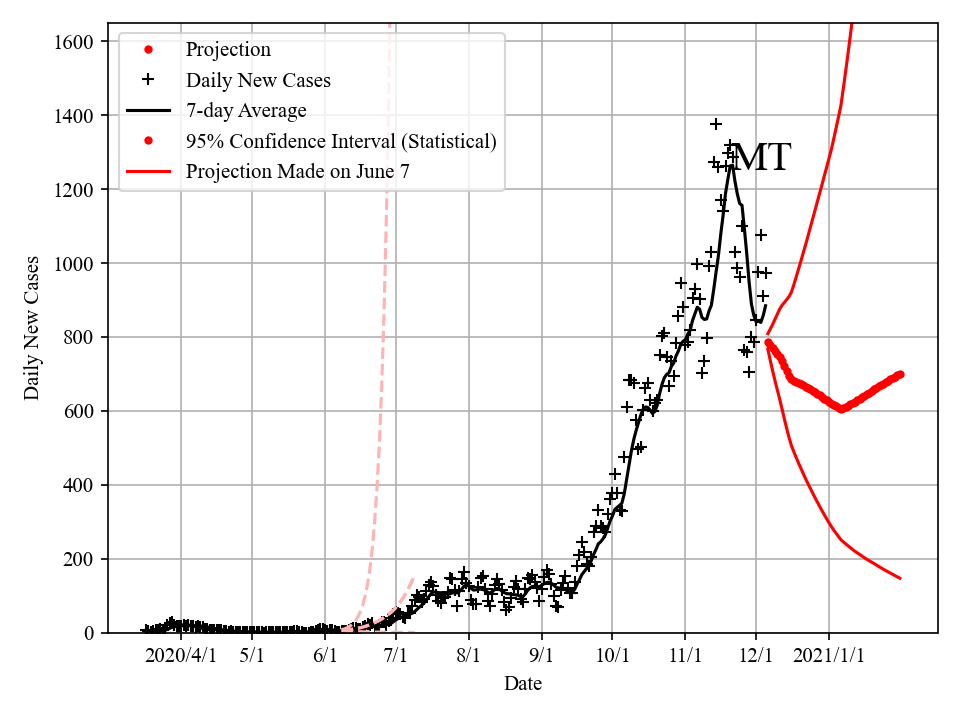 1600
1400
1200
1000
800
600
400
200
0
Daily New Cases
Projection
Daily New Cases
7-day Average
95% Confidence Interval (Statistical)
Projection Made on June 7
MT
2020/4/1 5/1 6/1 7/1 8/1 9/1 10/1 11/1 12/1 2021/1/1
Date